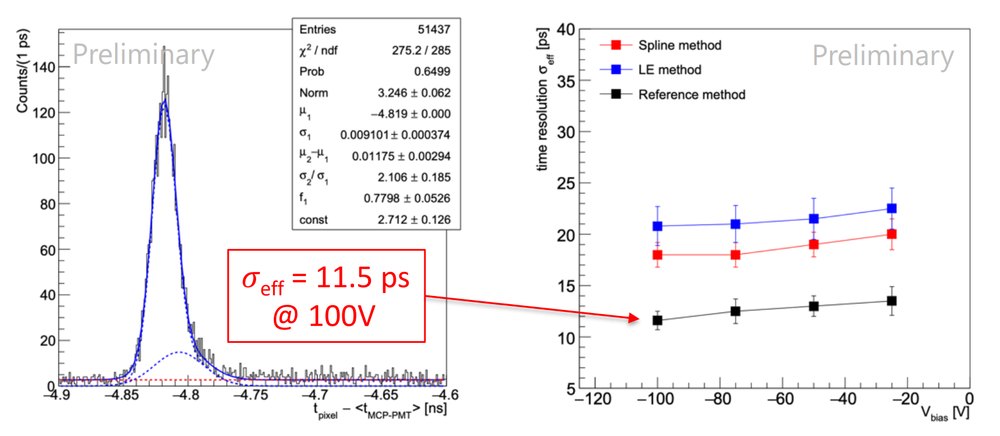 Preliminary
Counts/(1 ps)
140
120
100
80
60
40
20
0
−4.9
−4.85
−4.8
−4.75
−4.7
−4.65
−4.6
t_pixel − <t_MCP-PMT> [ns]
Entries 51437
χ² / ndf 275.2 / 285
Prob 0.6499
Norm 3.246 ± 0.062
μ₁ −4.819 ± 0.000
σ₁ 0.009101 ± 0.000374
μ₂−μ₁ 0.01175 ± 0.00294
σ₂/ σ₁ 2.106 ± 0.185
f₁ 0.7798 ± 0.0526
const 2.712 ± 0.126
σ_eff = 11.5 ps
@ 100V
Preliminary
time resolution σ_eff [ps]
40
35
30
25
20
15
10
5
Spline method
LE method
Reference method
−120
−100
−80
−60
−40
−20
0
V_bias [V]